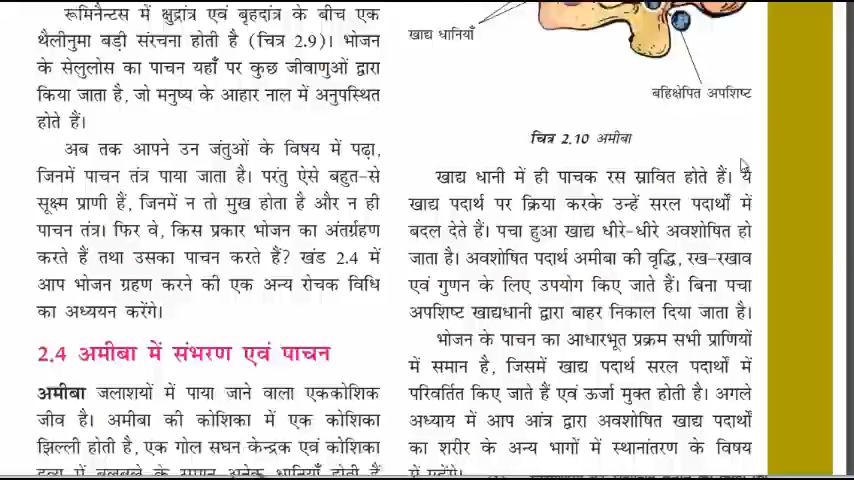 रूमिनैन्टस में क्षुद्रांत्र एवं बृहदांत्र के बीच एक
थैलीनुमा बड़ी संरचना होती है (चित्र 2.9)। भोजन
के सेलुलोस का पाचन यहाँ पर कुछ जीवाणुओं द्वारा
किया जाता है, जो मनुष्य के आहार नाल में अनुपस्थित
होते हैं।
अब तक आपने उन जंतुओं के विषय में पढ़ा,
जिनमें पाचन तंत्र पाया जाता है। परंतु ऐसे बहुत-से
सूक्ष्म प्राणी हैं, जिनमें न तो मुख होता है और न ही
पाचन तंत्र। फिर वे, किस प्रकार भोजन का अंतर्ग्रहण
करते हैं तथा उसका पाचन करते हैं? खंड 2.4 में
आप भोजन ग्रहण करने की एक अन्य रोचक विधि
का अध्ययन करेंगे।
2.4 अमीबा में संभरण एवं पाचन
अमीबा जलाशयों में पाया जाने वाला एककोशिक
जीव है। अमीबा की कोशिका में एक कोशिका
झिल्ली होती है, एक गोल सघन केन्द्रक एवं कोशिका
द्रव्य में बुलबुले के समान अनेक धानियाँ होती हैं
खाद्य धानियाँ
बहिक्षेपित अपशिष्ट
चित्र 2.10 अमीबा
खाद्य धानी में ही पाचक रस स्रावित होते हैं। ये
खाद्य पदार्थ पर क्रिया करके उन्हें सरल पदार्थों में
बदल देते हैं। पचा हुआ खाद्य धीरे-धीरे अवशोषित हो
जाता है। अवशोषित पदार्थ अमीबा की वृद्धि, रख-रखाव
एवं गुणन के लिए उपयोग किए जाते हैं। बिना पचा
अपशिष्ट खाद्यधानी द्वारा बाहर निकाल दिया जाता है।
भोजन के पाचन का आधारभूत प्रक्रम सभी प्राणियों
में समान है, जिसमें खाद्य पदार्थ सरल पदार्थों में
परिवर्तित किए जाते हैं एवं ऊर्जा मुक्त होती है। अगले
अध्याय में आप आंत्र द्वारा अवशोषित खाद्य पदार्थों
का शरीर के अन्य भागों में स्थानांतरण के विषय
में पढ़ेंगे।